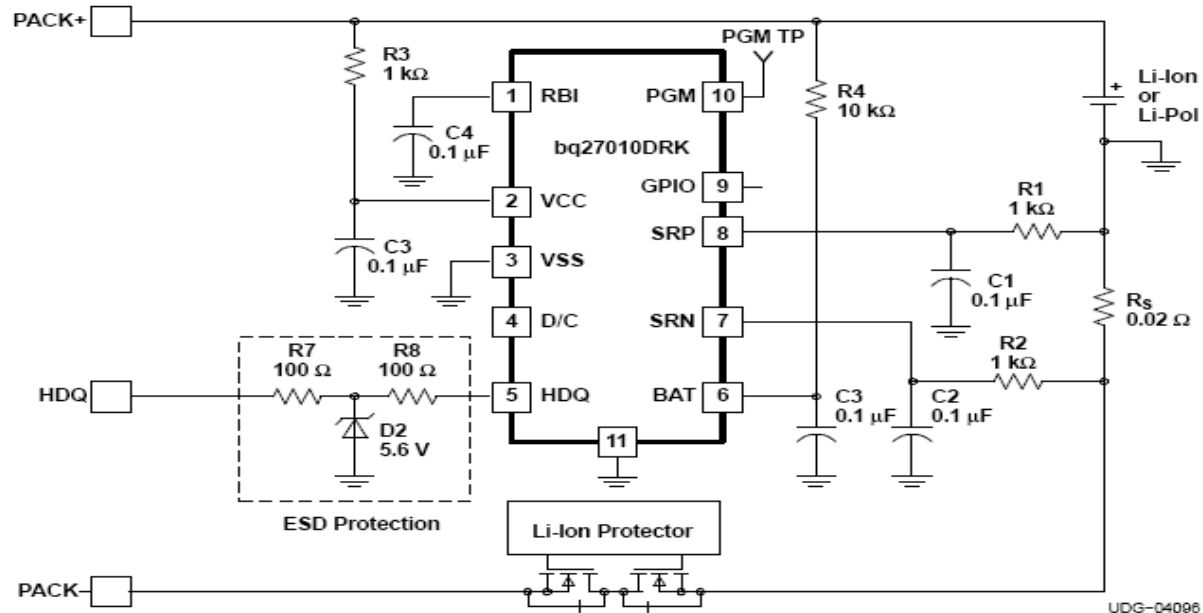 PACK+
R3
1 kΩ
PGM TP
R4
10 kΩ
+ Li-Ion
or
Li-Pol
1 RBI
PGM 10
C4
0.1 µF
bq27010DRK
GPIO 9
2 VCC
R1
1 kΩ
SRP 8
C3
0.1 µF
3 VSS
C1
0.1 µF
RS
0.02 Ω
4 D/C
SRN 7
R2
1 kΩ
R7
100 Ω
R8
100 Ω
HDQ
5 HDQ
BAT 6
C3
0.1 µF
C2
0.1 µF
D2
5.6 V
11
ESD Protection
Li-Ion Protector
PACK–
UDG–04096